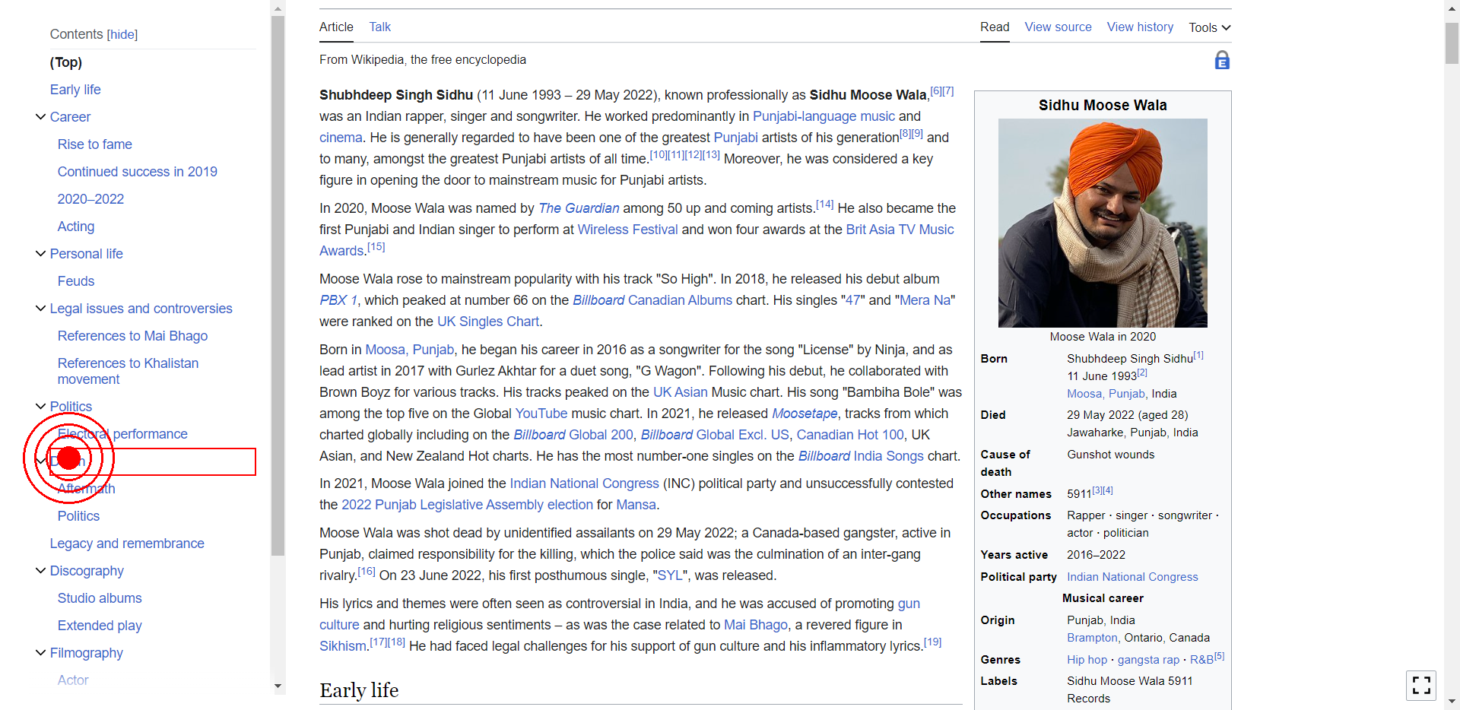 Contents [hide]
(Top)
Early life
Career
Rise to fame
Continued success in 2019
2020–2022
Acting
Personal life
Feuds
Legal issues and controversies
References to Mai Bhago
References to Khalistan
movement
Politics
Electoral performance
Aftermath
Politics
Legacy and remembrance
Discography
Studio albums
Extended play
Filmography
Actor
Article Talk
Read View source View history Tools
From Wikipedia, the free encyclopedia
Shubhdeep Singh Sidhu (11 June 1993 – 29 May 2022), known professionally as Sidhu Moose Wala,[6][7]
was an Indian rapper, singer and songwriter. He worked predominantly in Punjabi-language music and
cinema. He is generally regarded to have been one of the greatest Punjabi artists of his generation[8][9] and
to many, amongst the greatest Punjabi artists of all time.[10][11][12][13] Moreover, he was considered a key
figure in opening the door to mainstream music for Punjabi artists.
In 2020, Moose Wala was named by The Guardian among 50 up and coming artists.[14] He also became the
first Punjabi and Indian singer to perform at Wireless Festival and won four awards at the Brit Asia TV Music
Awards.[15]
Moose Wala rose to mainstream popularity with his track "So High". In 2018, he released his debut album
PBX 1, which peaked at number 66 on the Billboard Canadian Albums chart. His singles "47" and "Mera Na"
were ranked on the UK Singles Chart.
Born in Moosa, Punjab, he began his career in 2016 as a songwriter for the song "License" by Ninja, and as
lead artist in 2017 with Gurlez Akhtar for a duet song, "G Wagon". Following his debut, he collaborated with
Brown Boyz for various tracks. His tracks peaked on the UK Asian Music chart. His song "Bambiha Bole" was
among the top five on the Global YouTube music chart. In 2021, he released Moosetape, tracks from which
charted globally including on the Billboard Global 200, Billboard Global Excl. US, Canadian Hot 100, UK
Asian, and New Zealand Hot charts. He has the most number-one singles on the Billboard India Songs chart.
In 2021, Moose Wala joined the Indian National Congress (INC) political party and unsuccessfully contested
the 2022 Punjab Legislative Assembly election for Mansa.
Moose Wala was shot dead by unidentified assailants on 29 May 2022; a Canada-based gangster, active in
Punjab, claimed responsibility for the killing, which the police said was the culmination of an inter-gang
rivalry.[16] On 23 June 2022, his first posthumous single, "SYL", was released.
His lyrics and themes were often seen as controversial in India, and he was accused of promoting gun
culture and hurting religious sentiments – as was the case related to Mai Bhago, a revered figure in
Sikhism.[17][18] He had faced legal challenges for his support of gun culture and his inflammatory lyrics.[19]
Early life
Sidhu Moose Wala
Moose Wala in 2020
Born Shubhdeep Singh Sidhu[1]
11 June 1993[2]
Moosa, Punjab, India
Died 29 May 2022 (aged 28)
Jawaharke, Punjab, India
Cause of Gunshot wounds
death
Other names 5911[3][4]
Occupations Rapper · singer · songwriter ·
actor · politician
Years active 2016–2022
Political party Indian National Congress
Musical career
Origin Punjab, India
Brampton, Ontario, Canada
Genres Hip hop · gangsta rap · R&B[5]
Labels Sidhu Moose Wala 5911
Records
E